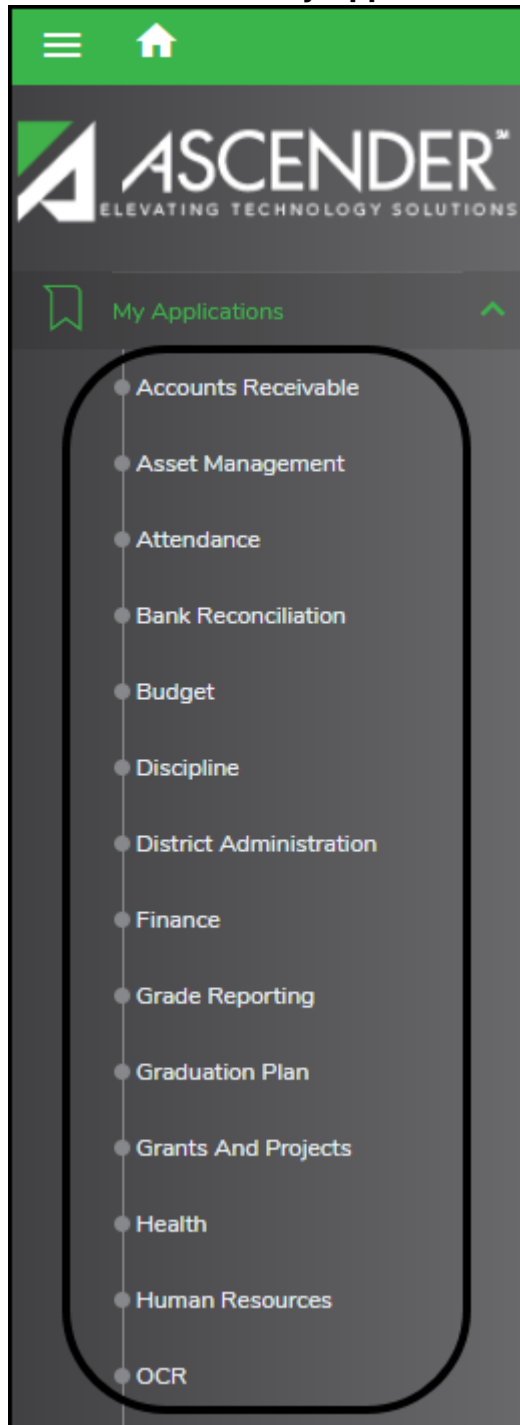 ASCENDER℠
ELEVATING TECHNOLOGY SOLUTIONS
My Applications
Accounts Receivable
Asset Management
Attendance
Bank Reconciliation
Budget
Discipline
District Administration
Finance
Grade Reporting
Graduation Plan
Grants And Projects
Health
Human Resources
OCR